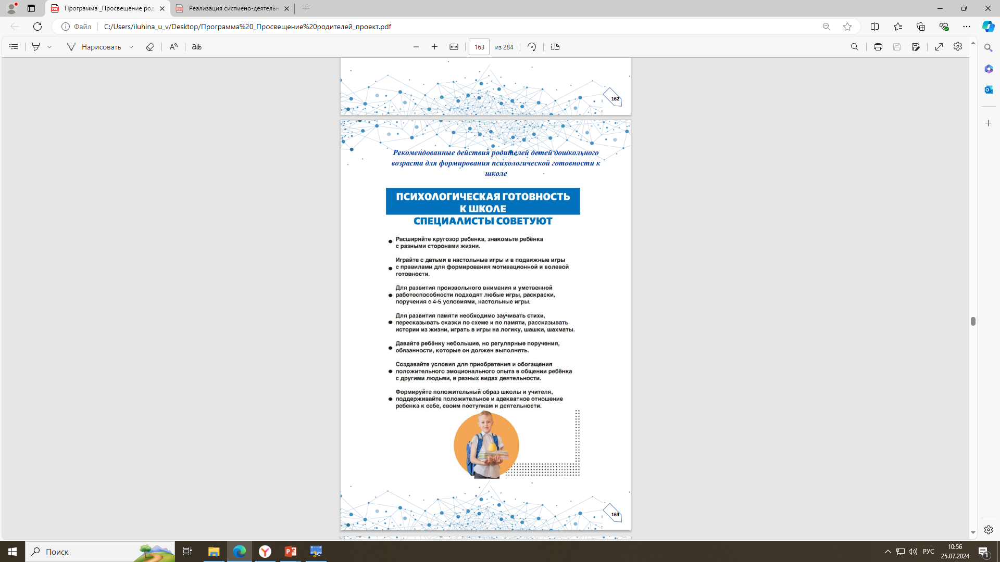 Программа _Просвещение род
Реализация систмено-деятельн
Файл
C:/Users/iluhina_u_v/Desktop/Программа%20_Просвещение%20родителей_проект.pdf
Нарисовать
163 из 284
162
Рекомендованные действия родителей детей дошкольного
возраста для формирования психологической готовности к
школе
ПСИХОЛОГИЧЕСКАЯ ГОТОВНОСТЬ
К ШКОЛЕ
СПЕЦИАЛИСТЫ СОВЕТУЮТ
Расширяйте кругозор ребенка, знакомьте ребёнка
с разными сторонами жизни.
Играйте с детьми в настольные игры и в подвижные игры
с правилами для формирования мотивационной и волевой
готовности.
Для развития произвольного внимания и умственной
работоспособности подходят любые игры, раскраски,
поручения с 4-5 условиями, настольные игры.
Для развития памяти необходимо заучивать стихи,
пересказывать сказки по схеме и по памяти, рассказывать
истории из жизни, играть в игры на логику, шашки, шахматы.
Давайте ребёнку небольшие, но регулярные поручения,
обязанности, которые он должен выполнять.
Создавайте условия для приобретения и обогащения
положительного эмоционального опыта в общении ребёнка
с другими людьми, в разных видах деятельности.
Формируйте положительный образ школы и учителя,
поддерживайте положительное и адекватное отношение
ребенка к себе, своим поступкам и деятельности.
163
Поиск
РУС
10:56
25.07.2024
1